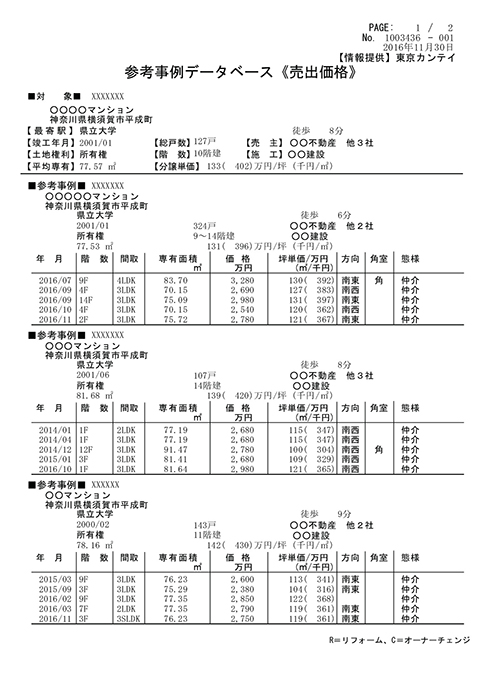 PAGE: 1 / 2
No. 1003436 - 001
2016年11月30日
【情報提供】東京カンテイ
参考事例データベース《売出価格》
■対　象■ XXXXXXX
〇〇〇〇マンション
神奈川県横須賀市平成町
【最寄駅】県立大学 徒歩 8分
【竣工年月】2001/01 【総戸数】127戸 【売 主】〇〇不動産 他3社
【土地権利】所有権 【階 数】10階建 【施 工】〇〇建設
【平均専有】77.57 ㎡ 【分譲単価】133( 402)万円/坪 (千円/㎡)
■参考事例■ XXXXXXX
〇〇〇〇〇マンション
神奈川県横須賀市平成町
県立大学 徒歩 6分
2001/01 324戸 〇〇不動産 他2社
所有権 9～14階建 〇〇建設
77.53 ㎡ 131( 396)万円/坪 (千円/㎡)
年 月 階 数 間取 専有面積 価 格 坪単価/万円 方向 角室 態様
㎡ 万円 (㎡/千円)
2016/07 9F 4LDK 83.70 3,280 130( 392) 南東 角 仲介
2016/09 4F 3LDK 70.15 2,690 127( 383) 南西 仲介
2016/09 14F 3LDK 75.09 2,980 131( 397) 南東 仲介
2016/10 4F 3LDK 70.15 2,540 120( 362) 南西 仲介
2016/11 2F 3LDK 75.72 2,780 121( 367) 南東 仲介
■参考事例■ XXXXXXX
〇〇〇マンション
神奈川県横須賀市平成町
県立大学 徒歩 8分
2001/06 107戸 〇〇不動産 他3社
所有権 14階建 〇〇建設
81.68 ㎡ 139( 420)万円/坪 (千円/㎡)
年 月 階 数 間取 専有面積 価 格 坪単価/万円 方向 角室 態様
㎡ 万円 (㎡/千円)
2014/01 1F 2LDK 77.19 2,680 115( 347) 南西 仲介
2014/04 1F 3LDK 77.19 2,680 115( 347) 南西 仲介
2014/12 12F 3LDK 91.47 2,780 100( 304) 南西 角 仲介
2015/01 3F 3LDK 81.41 2,680 109( 329) 南西 仲介
2016/10 1F 3LDK 81.64 2,980 121( 365) 南西 仲介
■参考事例■ XXXXXX
〇〇マンション
神奈川県横須賀市平成町
県立大学 徒歩 9分
2000/02 143戸 〇〇不動産 他2社
所有権 11階建 〇〇建設
78.16 ㎡ 142( 430)万円/坪 (千円/㎡)
年 月 階 数 間取 専有面積 価 格 坪単価/万円 方向 角室 態様
㎡ 万円 (㎡/千円)
2015/03 9F 3LDK 76.23 2,600 113( 341) 南東 仲介
2015/09 3F 3LDK 75.29 2,380 104( 316) 南東 仲介
2016/02 9F 3LDK 77.35 2,850 122( 368) 仲介
2016/03 7F 2LDK 77.35 2,790 119( 361) 南東 仲介
2016/11 3F 3SLDK 76.23 2,750 119( 361) 南東 仲介
R＝リフォーム、C＝オーナーチェンジ